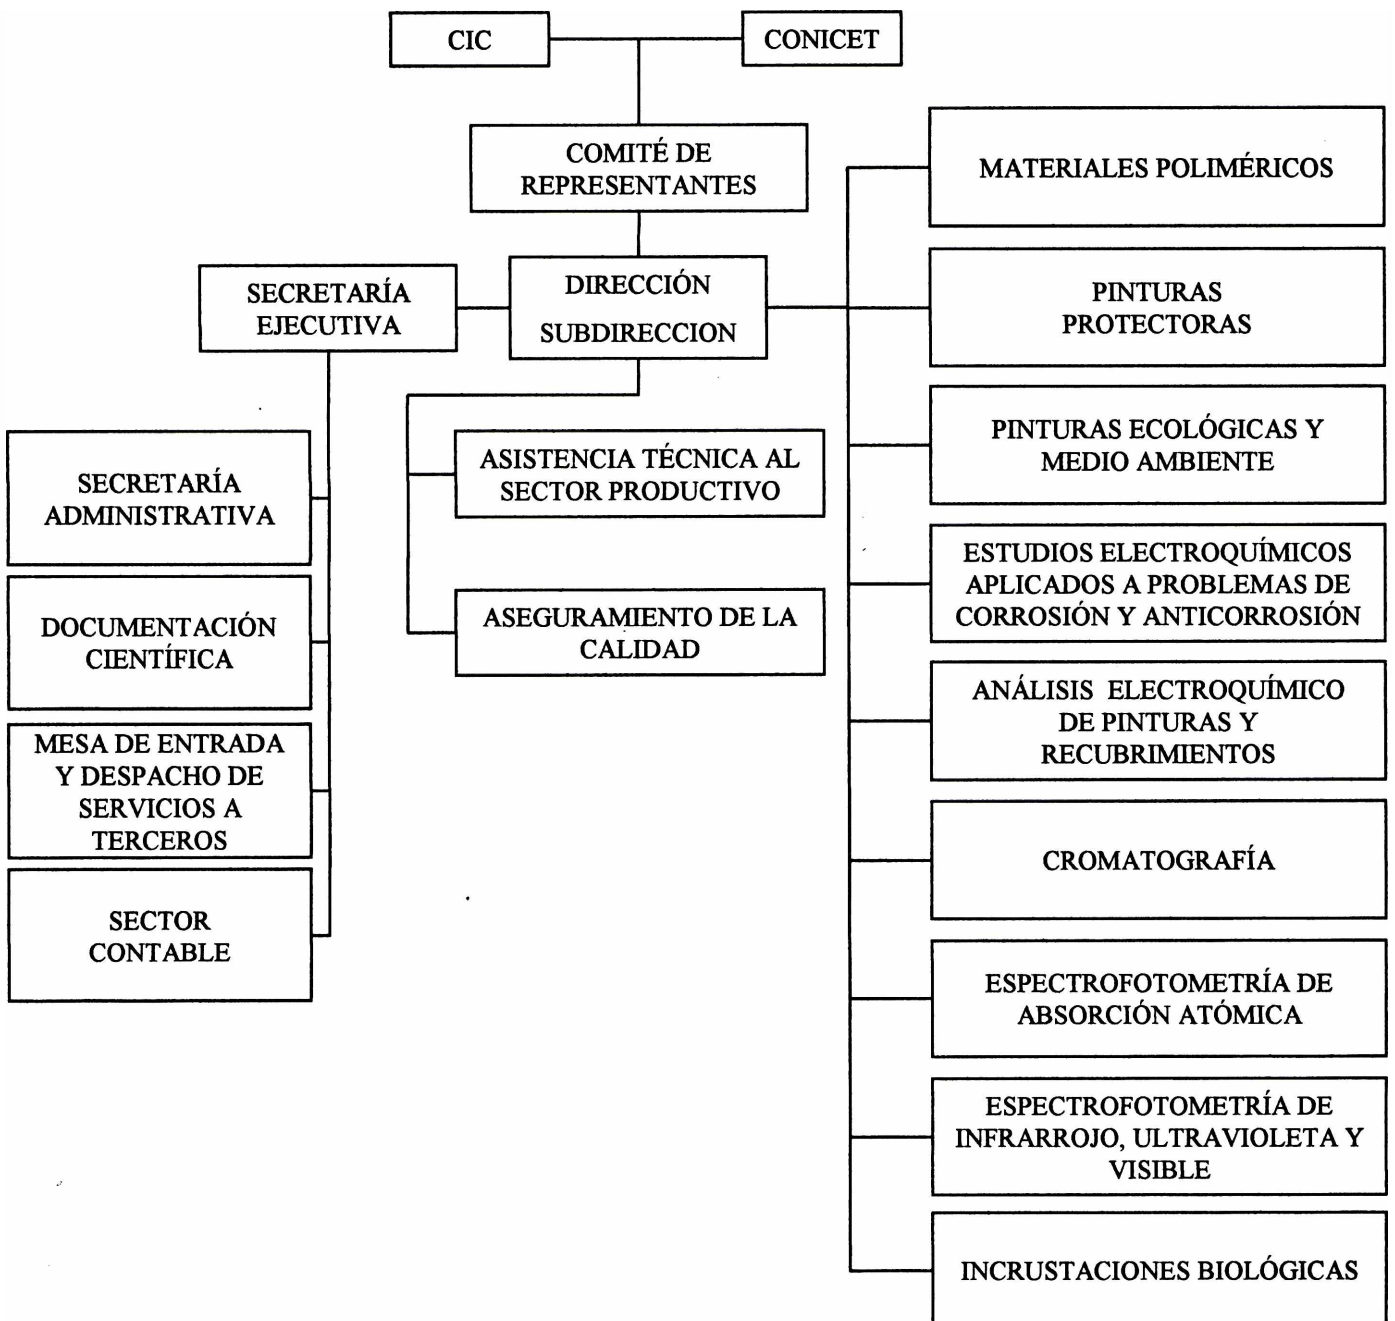 CIC
CONICET
COMITÉ DE
REPRESENTANTES
DIRECCIÓN
SUBDIRECCION
SECRETARÍA
EJECUTIVA
SECRETARÍA
ADMINISTRATIVA
DOCUMENTACIÓN
CIENTÍFICA
MESA DE ENTRADA
Y DESPACHO DE
SERVICIOS A
TERCEROS
SECTOR
CONTABLE
ASISTENCIA TÉCNICA AL
SECTOR PRODUCTIVO
ASEGURAMIENTO DE LA
CALIDAD
MATERIALES POLIMÉRICOS
PINTURAS
PROTECTORAS
PINTURAS ECOLÓGICAS Y
MEDIO AMBIENTE
ESTUDIOS ELECTROQUÍMICOS
APLICADOS A PROBLEMAS DE
CORROSIÓN Y ANTICORROSIÓN
ANÁLISIS ELECTROQUÍMICO
DE PINTURAS Y
RECUBRIMIENTOS
CROMATOGRAFÍA
ESPECTROFOTOMETRÍA DE
ABSORCIÓN ATÓMICA
ESPECTROFOTOMETRÍA DE
INFRARROJO, ULTRAVIOLETA Y
VISIBLE
INCRUSTACIONES BIOLÓGICAS